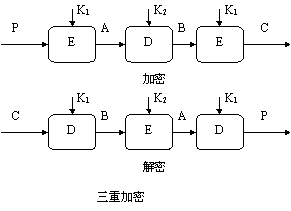 K₁ K₂ K₁
P E A D B E C
加密
K₁ K₂ K₁
C D B E A D P
解密
三重加密